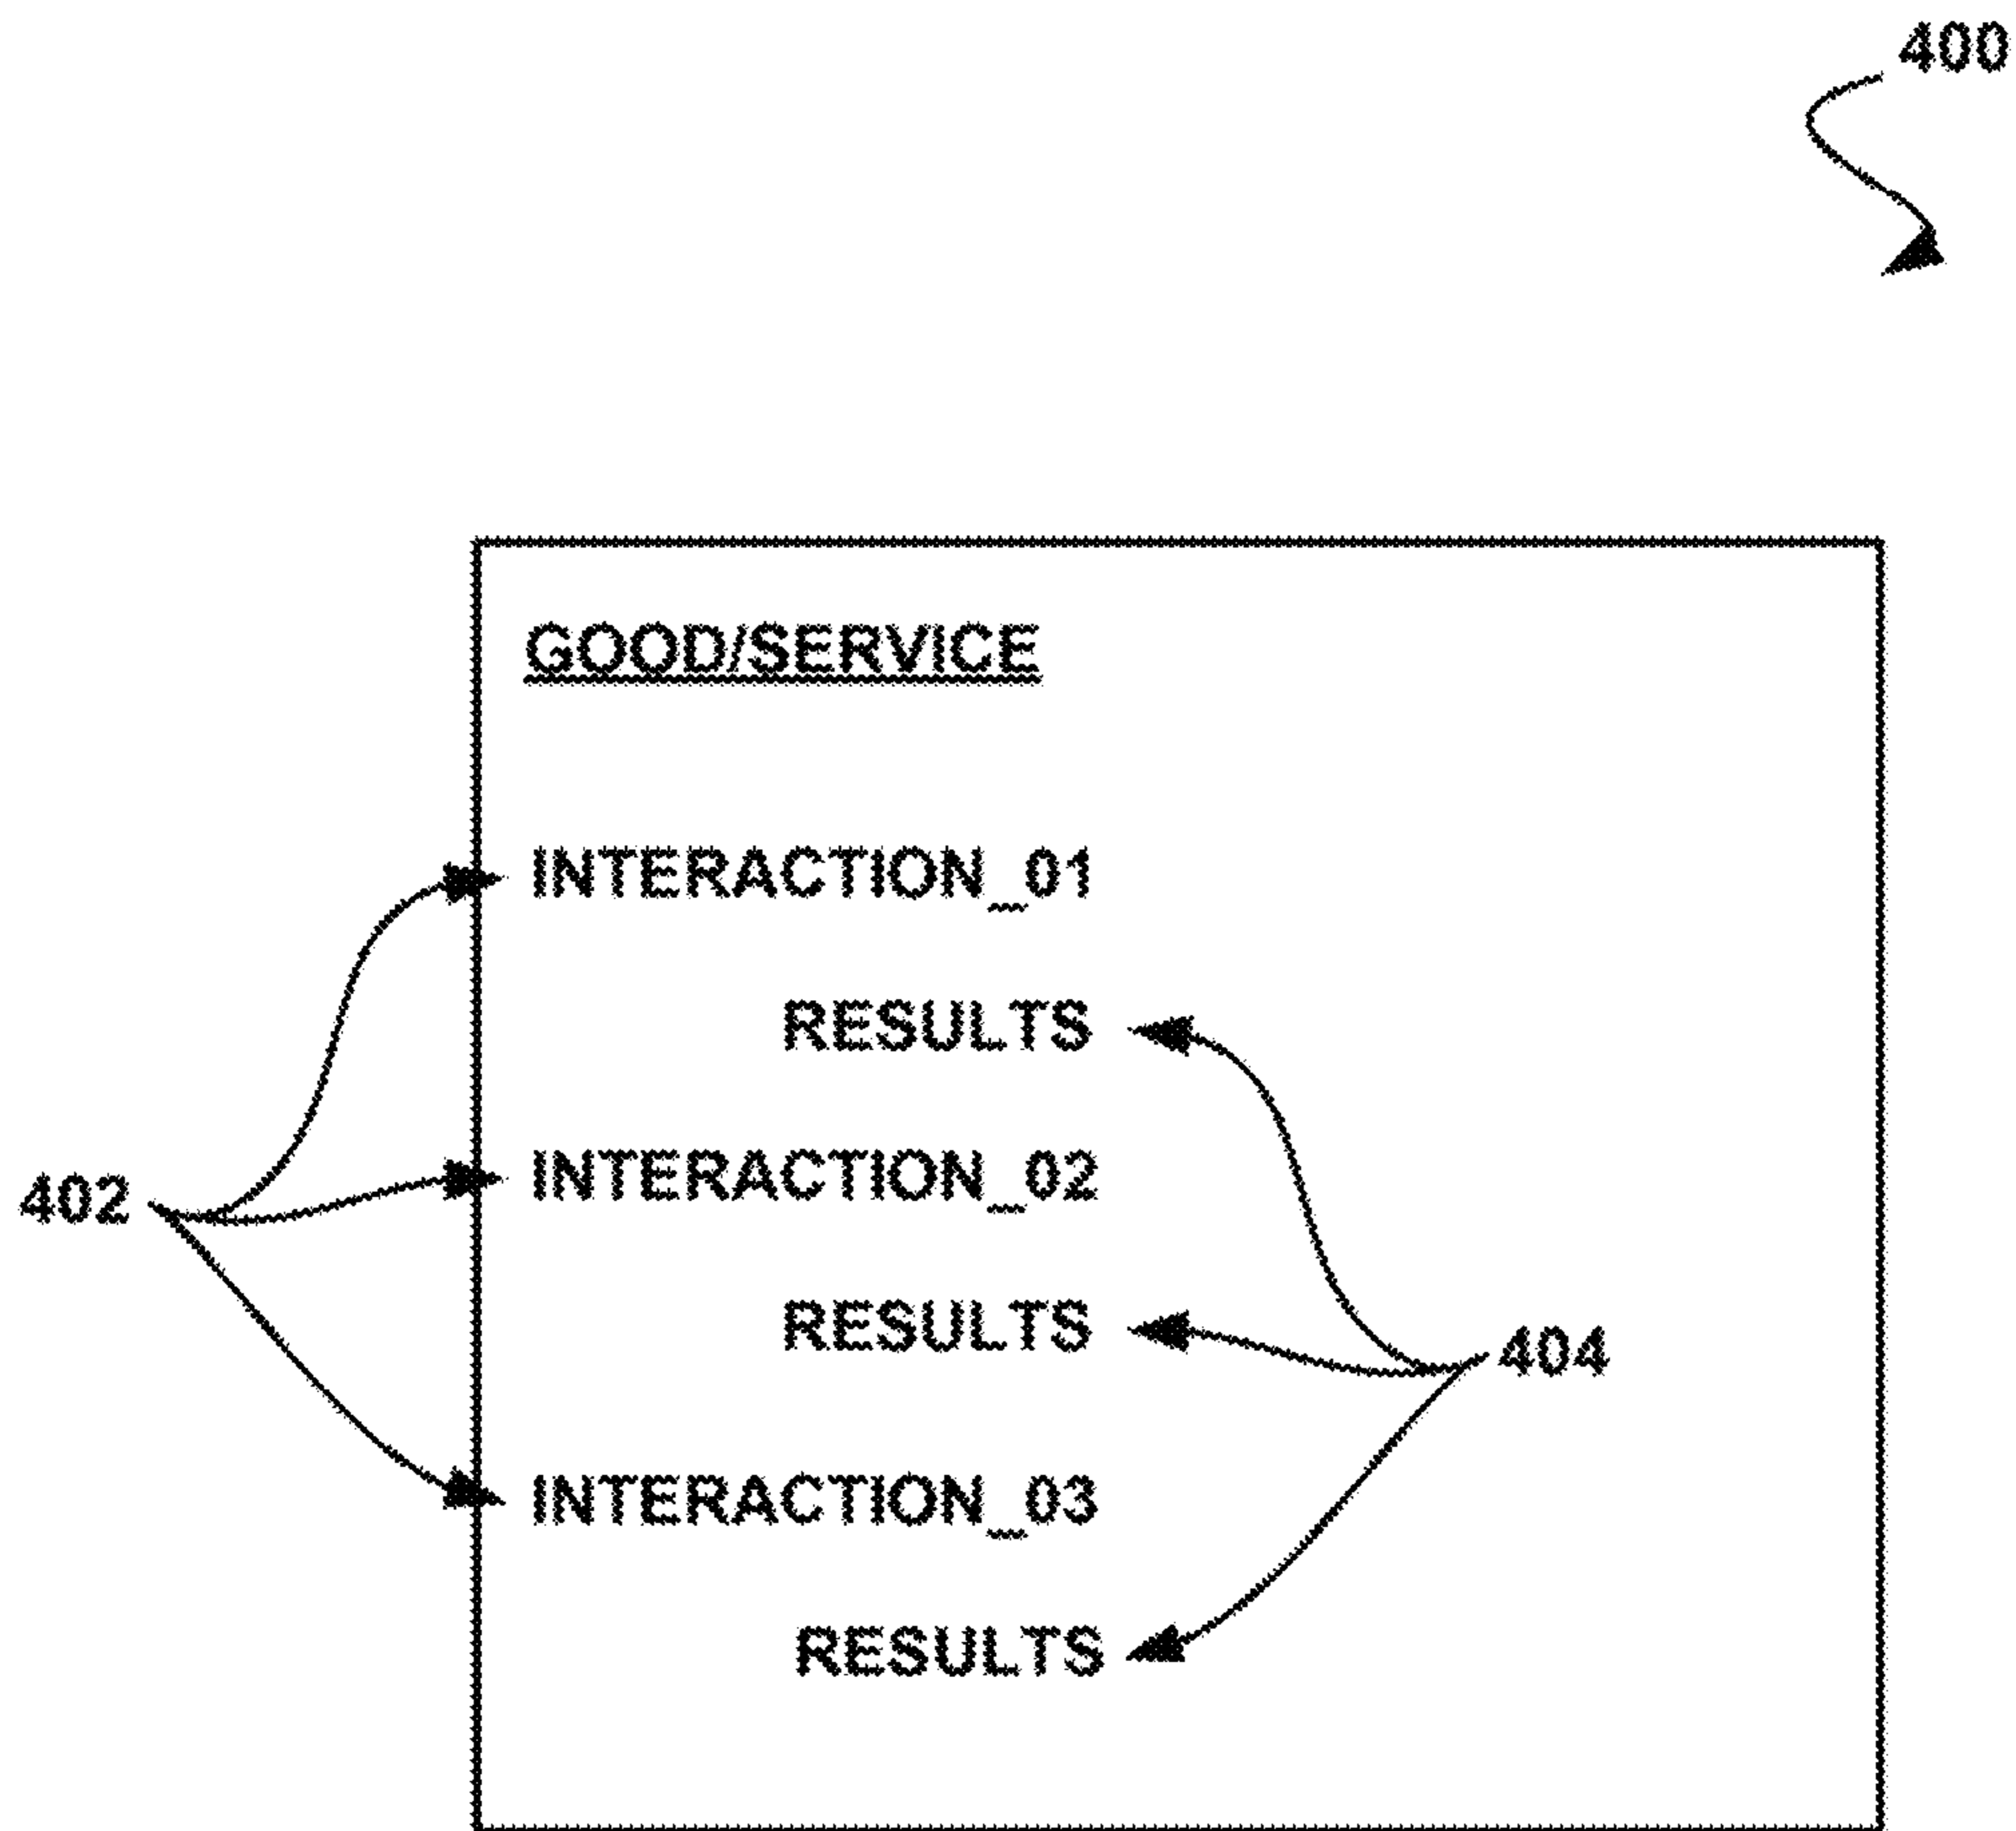 400
GOOD/SERVICE
INTERACTION_01
RESULTS
INTERACTION_02
402
RESULTS
404
INTERACTION_03
RESULTS